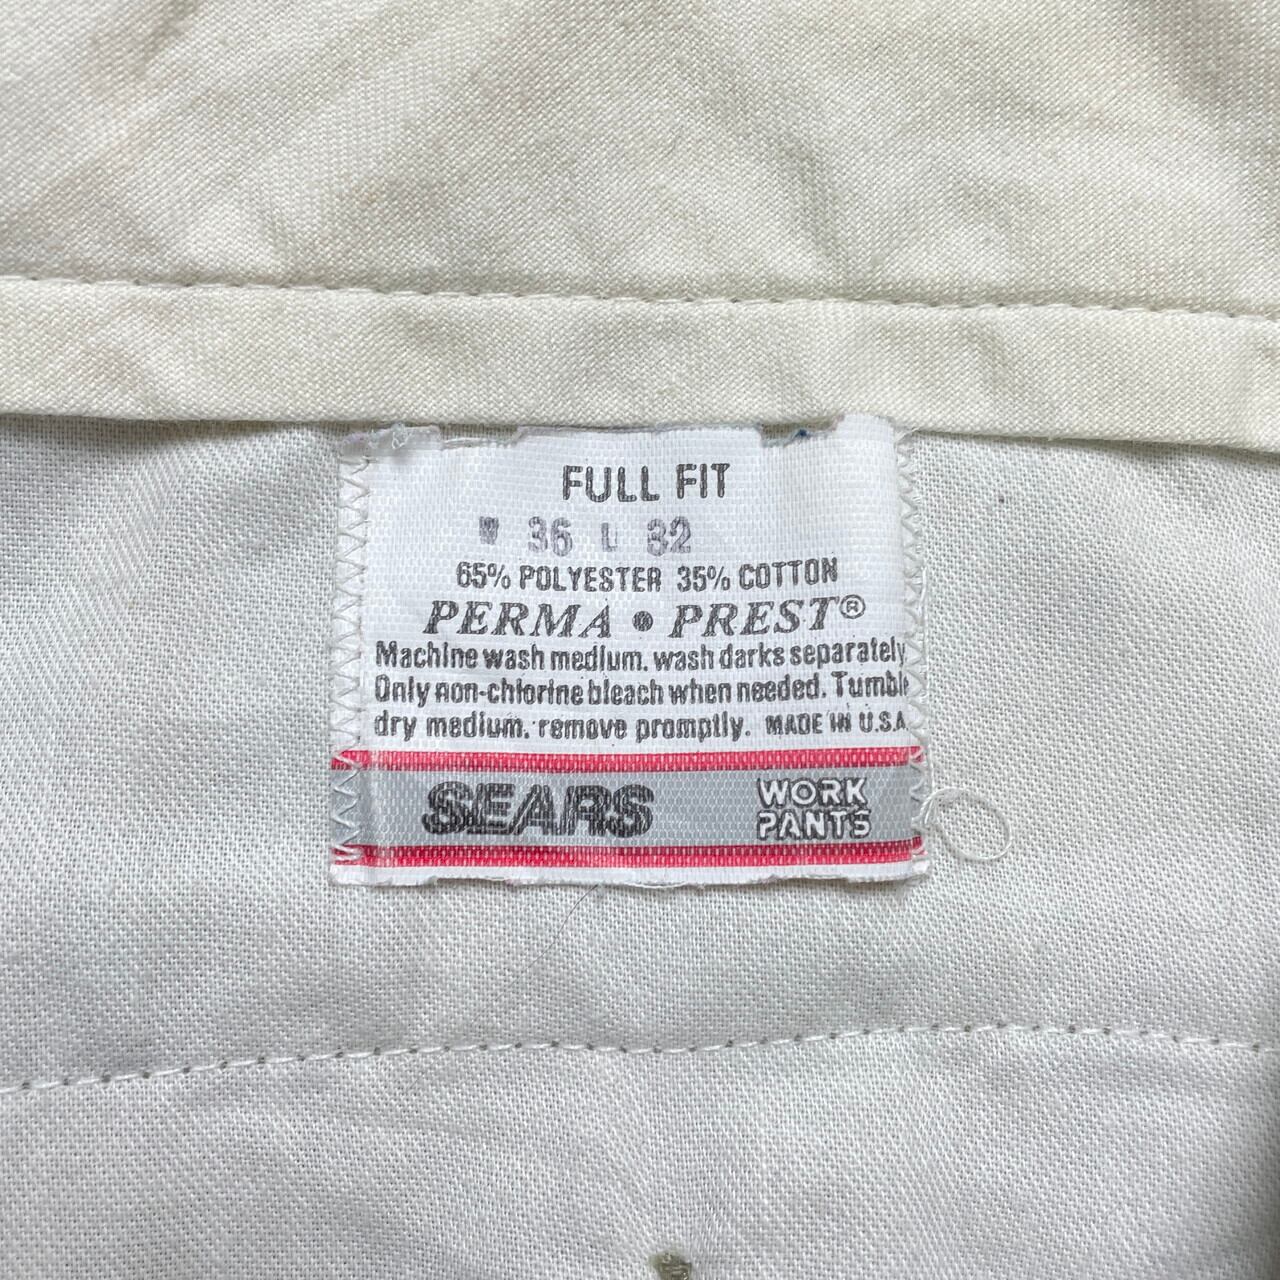 FULL FIT
W 36 L 32
65% POLYESTER 35% COTTON
PERMA • PREST®
Machine wash medium. wash darks separately
Only non-chlorine bleach when needed. Tumble
dry medium. remove promptly. MADE IN U.S.A
SEARS
WORK
PANTS